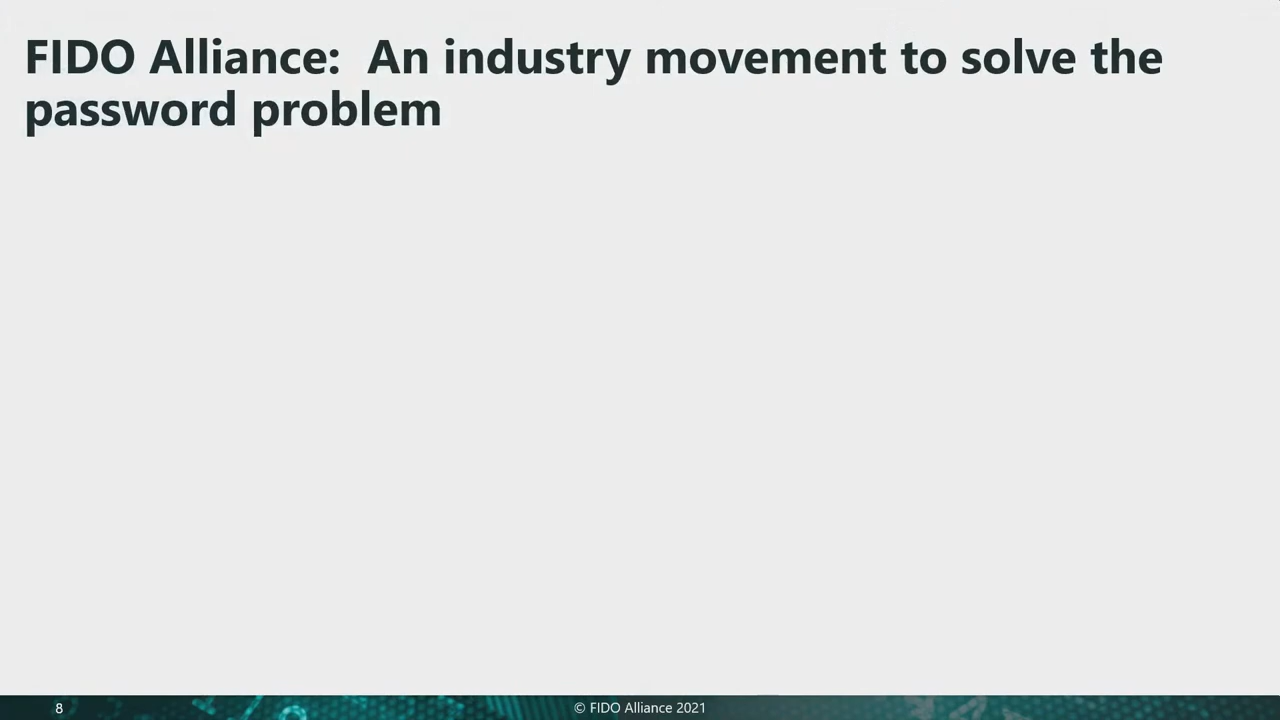 FIDO Alliance:  An industry movement to solve the
password problem
8
© FIDO Alliance 2021